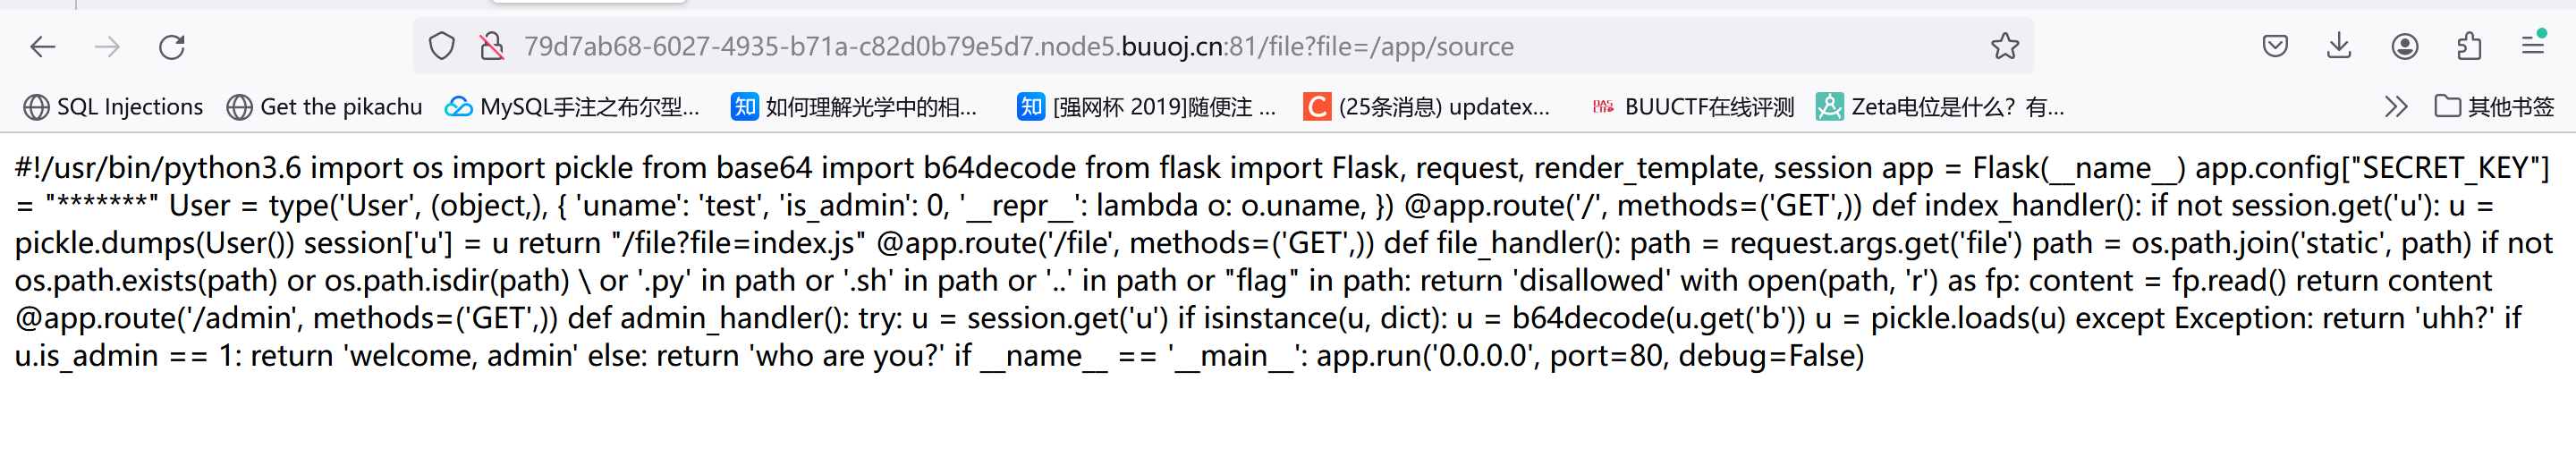 79d7ab68-6027-4935-b71a-c82d0b79e5d7.node5.buuoj.cn:81/file?file=/app/source
SQL Injections Get the pikachu MySQL手注之布尔型... 知 如何理解光学中的相... 知 [强网杯 2019]随便注 ... C (25条消息) updatex... BUUCTF在线评测 Zeta电位是什么？有... 其他书签
#!/usr/bin/python3.6 import os import pickle from base64 import b64decode from flask import Flask, request, render_template, session app = Flask(__name__) app.config["SECRET_KEY"]
= "*******" User = type('User', (object,), { 'uname': 'test', 'is_admin': 0, '__repr__': lambda o: o.uname, }) @app.route('/', methods=('GET',)) def index_handler(): if not session.get('u'): u =
pickle.dumps(User()) session['u'] = u return "/file?file=index.js" @app.route('/file', methods=('GET',)) def file_handler(): path = request.args.get('file') path = os.path.join('static', path) if not
os.path.exists(path) or os.path.isdir(path) \ or '.py' in path or '.sh' in path or '..' in path or "flag" in path: return 'disallowed' with open(path, 'r') as fp: content = fp.read() return content
@app.route('/admin', methods=('GET',)) def admin_handler(): try: u = session.get('u') if isinstance(u, dict): u = b64decode(u.get('b')) u = pickle.loads(u) except Exception: return 'uhh?' if
u.is_admin == 1: return 'welcome, admin' else: return 'who are you?' if __name__ == '__main__': app.run('0.0.0.0', port=80, debug=False)